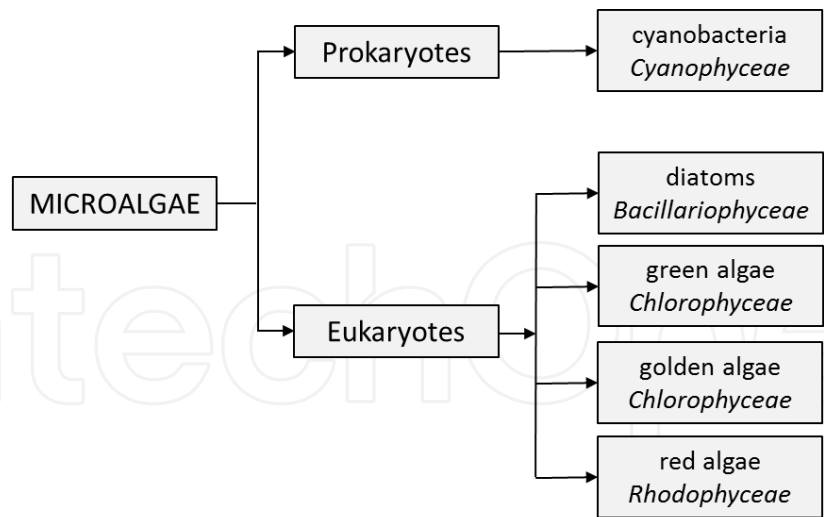 Prokaryotes
cyanobacteria
Cyanophyceae
MICROALGAE
diatoms
Bacillariophyceae
green algae
Chlorophyceae
Eukaryotes
golden algae
Chlorophyceae
red algae
Rhodophyceae